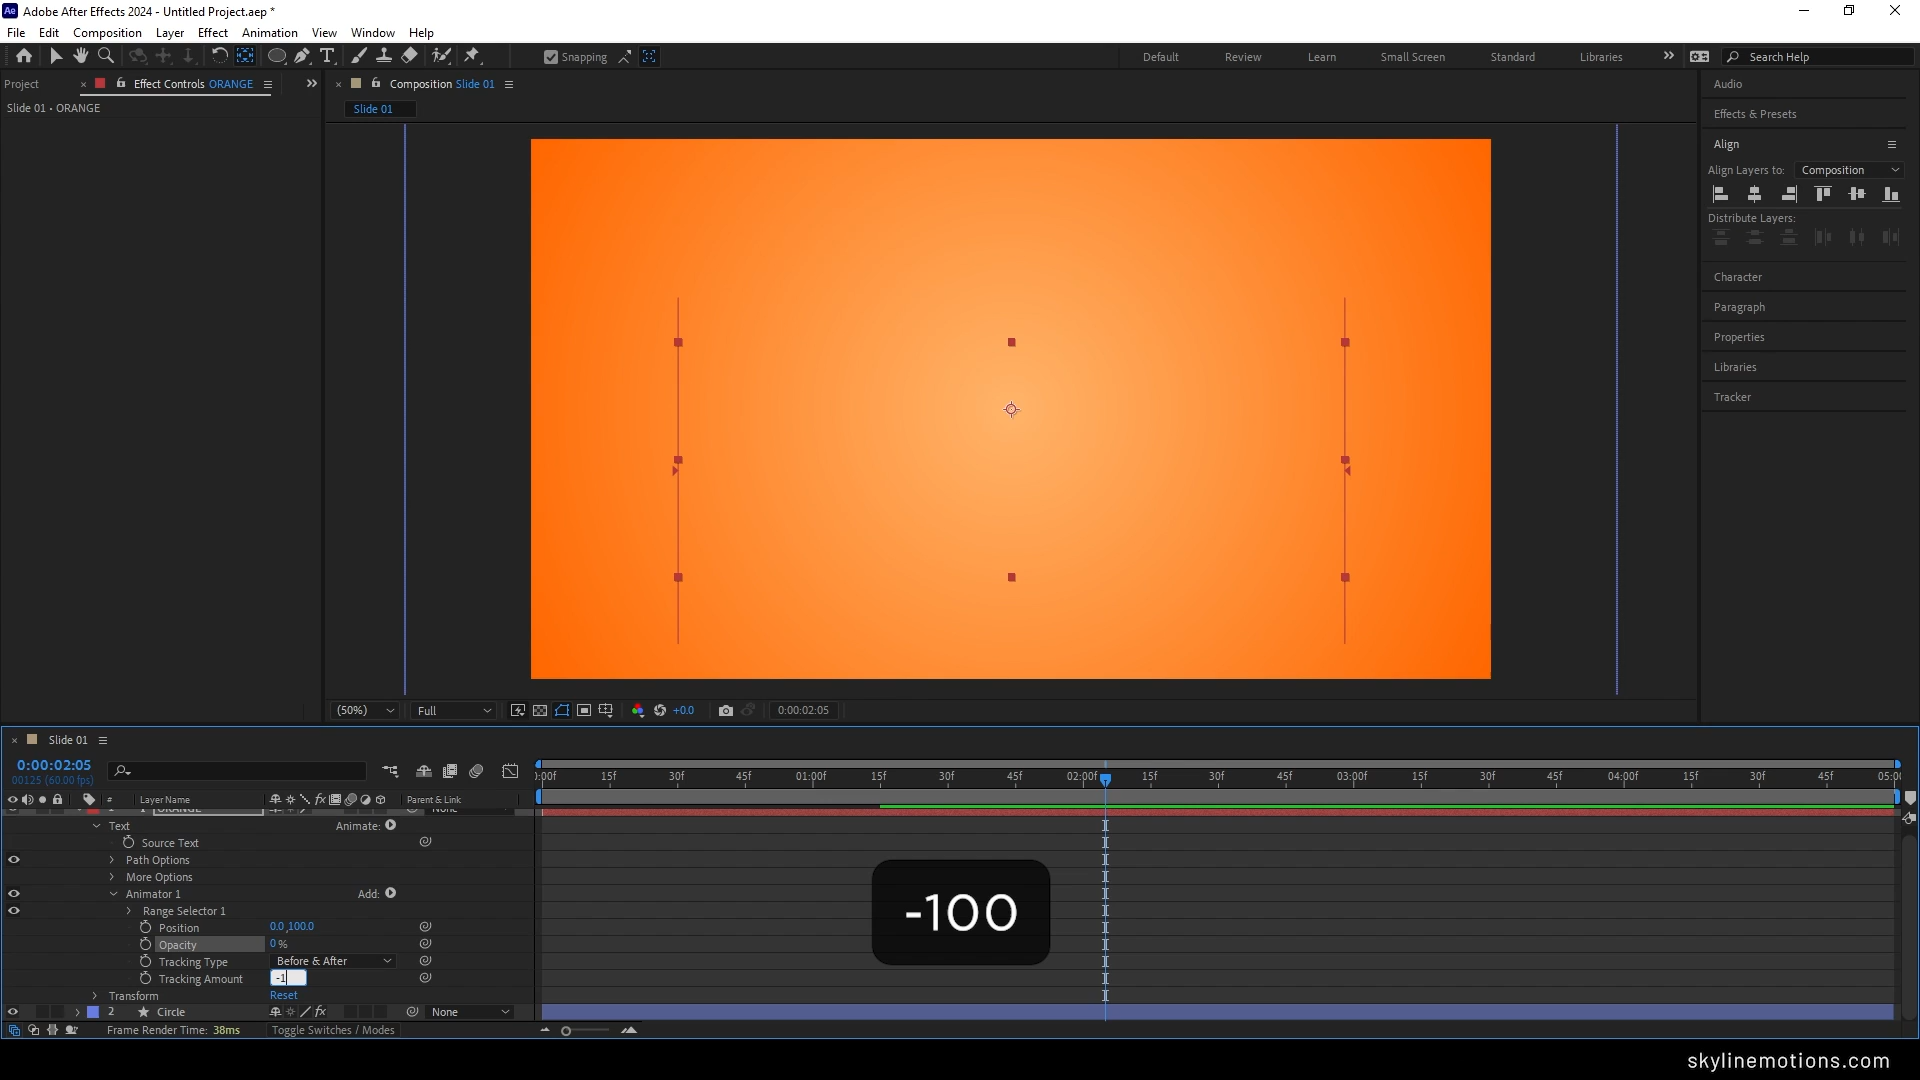 Adobe After Effects 2024 - Untitled Project.aep *
File Edit Composition Layer Effect Animation View Window Help
Snapping Default Review Learn Small Screen Standard Libraries Search Help
Project Effect Controls ORANGE Composition Slide 01 Audio
Slide 01 • ORANGE Slide 01
Effects & Presets
Align
Align Layers to: Composition
Distribute Layers:
Character
Paragraph
Properties
Libraries
Tracker
(50%) Full +0.0 0:00:02:05
Slide 01
0:00:02:05
00125 (60.00 fps)
:00f 15f 30f 45f 01:00f 15f 30f 45f 02:00f 15f 30f 45f 03:00f 15f 30f 45f 04:00f 15f 30f 45f 05:00
# Layer Name fx Parent & Link
1 ORANGE None
Text Animate:
Source Text
Path Options
More Options
Animator 1 Add:
Range Selector 1
Position 0.0,100.0
Opacity 0 %
Tracking Type Before & After
Tracking Amount -1
Transform Reset
2 Circle fx None
Frame Render Time: 38ms Toggle Switches / Modes
-100
skylinemotions.com